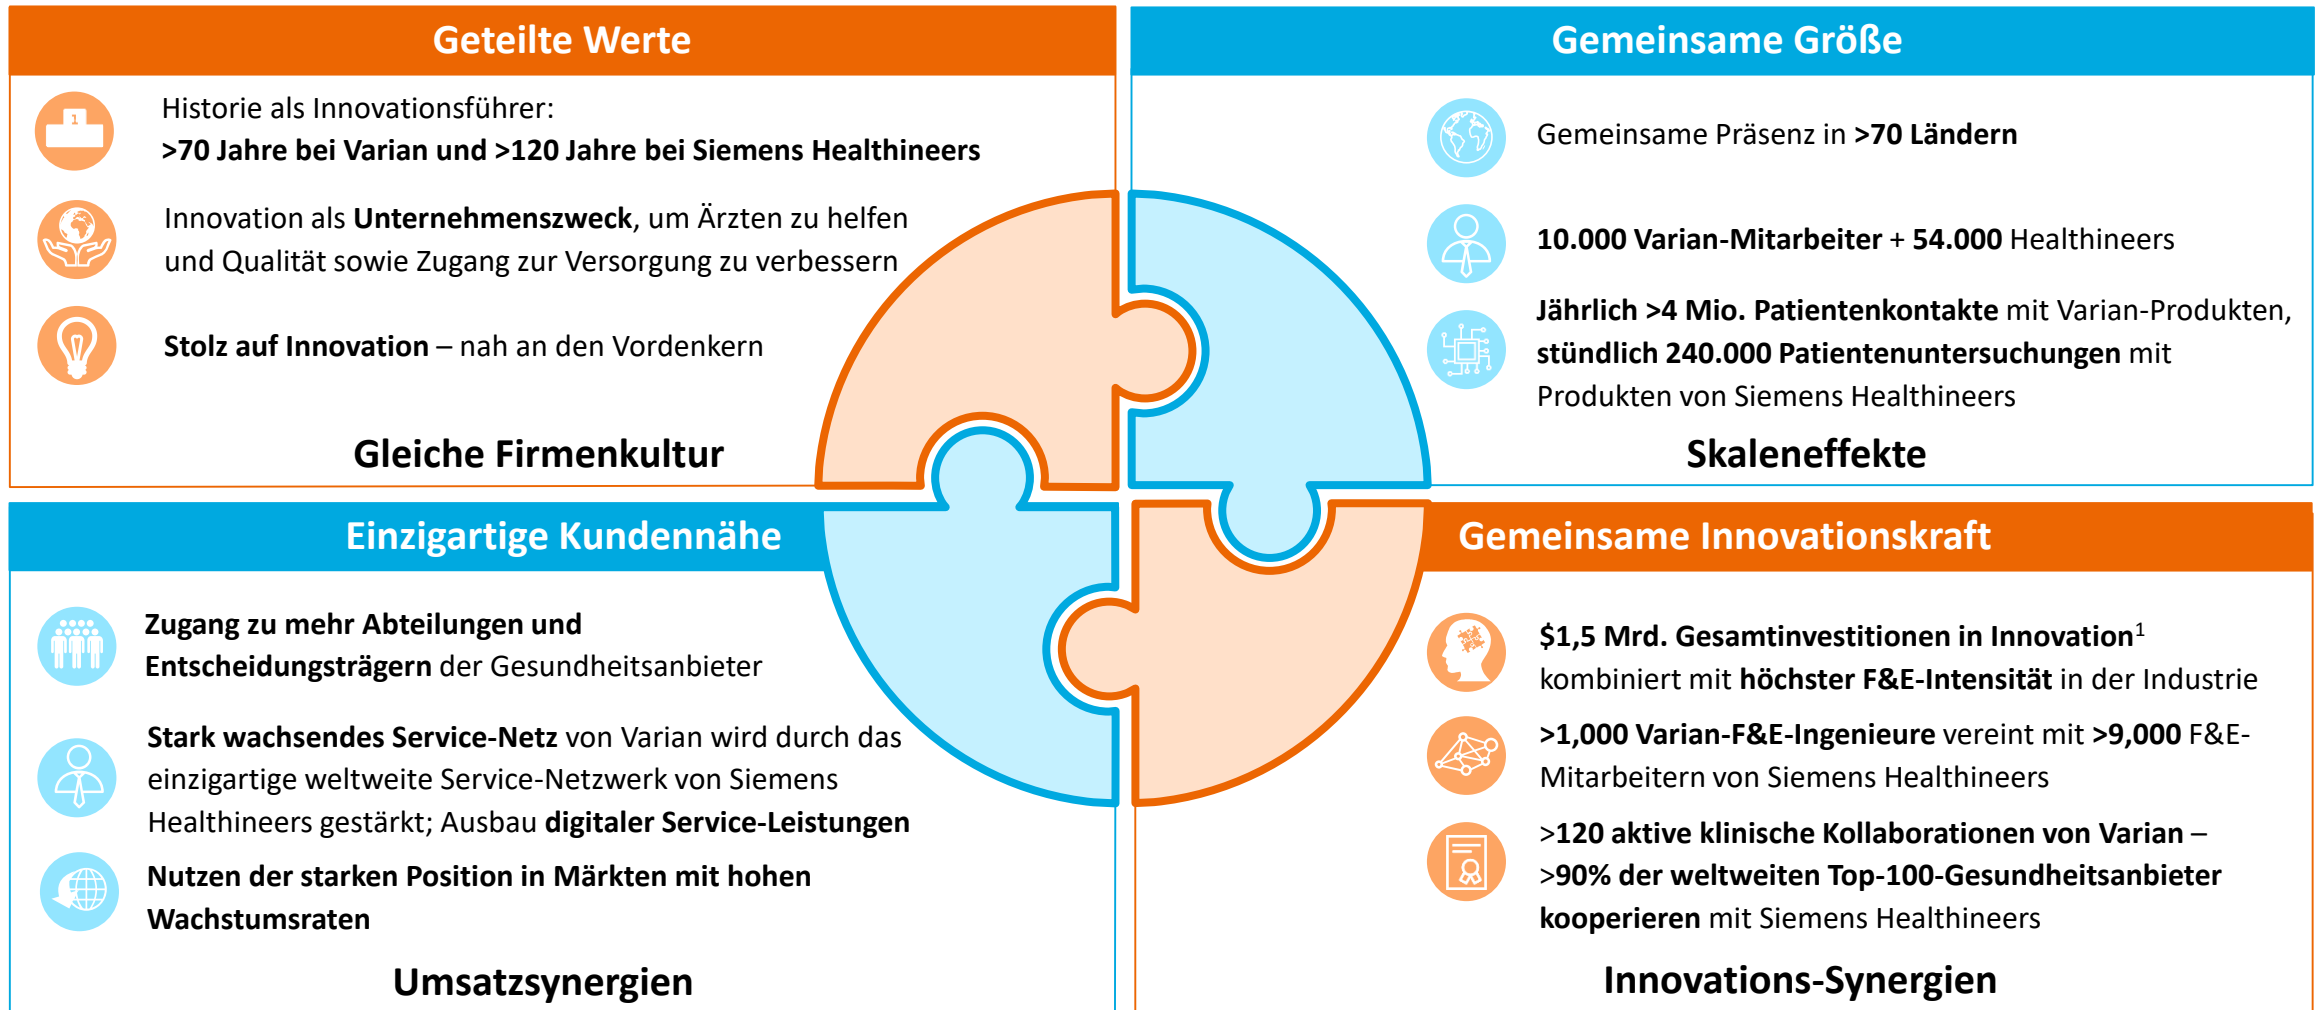 Geteilte Werte
Historie als Innovationsführer:
>70 Jahre bei Varian und >120 Jahre bei Siemens Healthineers
Innovation als Unternehmenszweck, um Ärzten zu helfen
und Qualität sowie Zugang zur Versorgung zu verbessern
Stolz auf Innovation – nah an den Vordenkern
Gleiche Firmenkultur
Gemeinsame Größe
Gemeinsame Präsenz in >70 Ländern
10.000 Varian-Mitarbeiter + 54.000 Healthineers
Jährlich >4 Mio. Patientenkontakte mit Varian-Produkten,
stündlich 240.000 Patientenuntersuchungen mit
Produkten von Siemens Healthineers
Skaleneffekte
Einzigartige Kundennähe
Zugang zu mehr Abteilungen und
Entscheidungsträgern der Gesundheitsanbieter
Stark wachsendes Service-Netz von Varian wird durch das
einzigartige weltweite Service-Netzwerk von Siemens
Healthineers gestärkt; Ausbau digitaler Service-Leistungen
Nutzen der starken Position in Märkten mit hohen
Wachstumsraten
Umsatzsynergien
Gemeinsame Innovationskraft
$1,5 Mrd. Gesamtinvestitionen in Innovation¹
kombiniert mit höchster F&E-Intensität in der Industrie
>1,000 Varian-F&E-Ingenieure vereint mit >9,000 F&E-
Mitarbeitern von Siemens Healthineers
>120 aktive klinische Kollaborationen von Varian –
>90% der weltweiten Top-100-Gesundheitsanbieter
kooperieren mit Siemens Healthineers
Innovations-Synergien
1